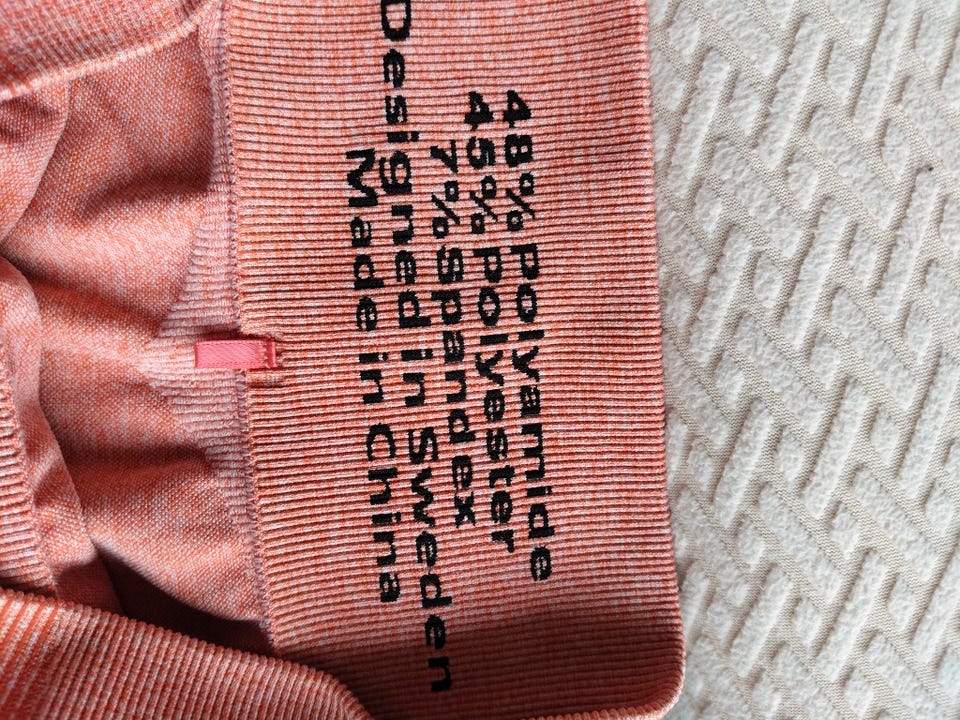 48% polyamide
45% polyester
7% Spandex
Designed in Sweden
Made in China